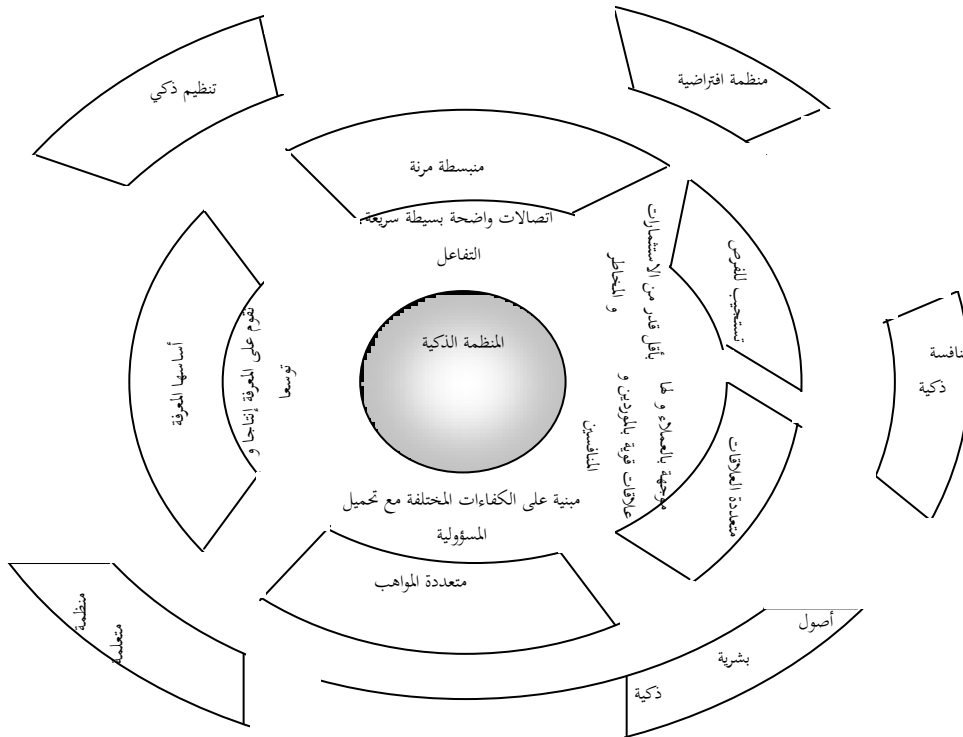 تنظيم ذكي
منظمة افتراضية
منبسطة مرنة
اتصالات واضحة بسيطة سريعة
التفاعل
تستجيب للفرص
بأقل قدر من الاستثمارات
و المخاطر
المنظمة الذكية
نافسة
ذكية
متعددة العلاقات
موجهة بالعملاء و لها
علاقات قوية بالموردين و
المنافسين
أساسها المعرفة
تقوم على المعرفة إنتاجا و
توسعا
مبنية على الكفاءات المختلفة مع تحميل
المسؤولية
متعددة المواهب
منظمة
متعلمة
أصول
بشرية
ذكية